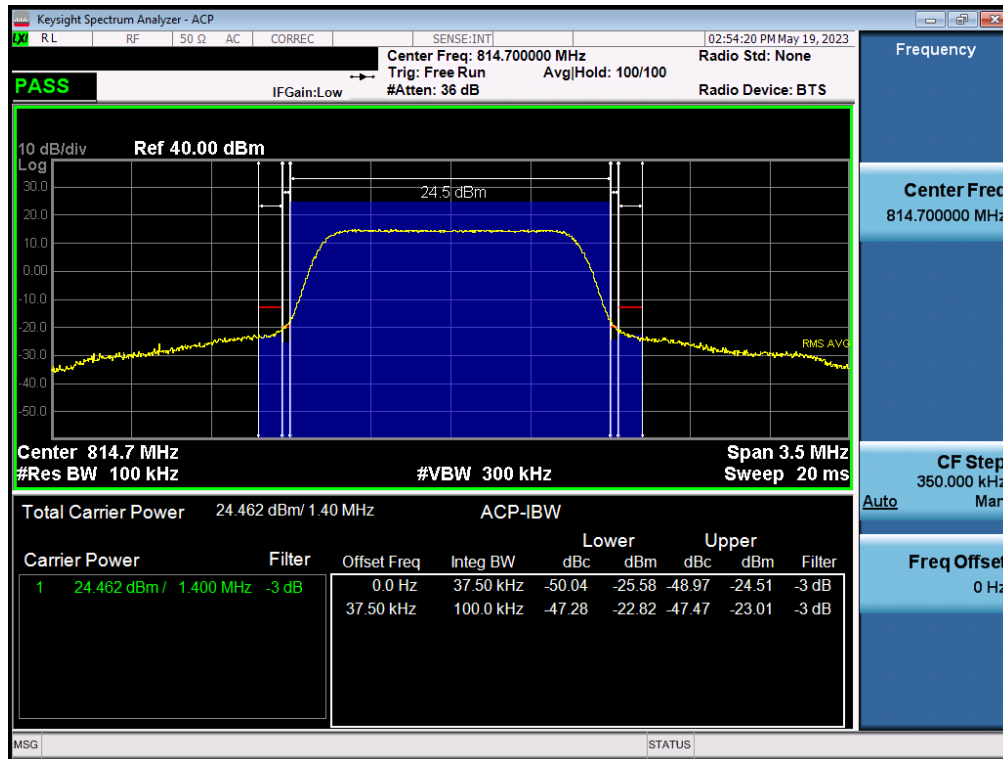 Keysight Spectrum Analyzer - ACP
LXI RL RF 50 Ω AC CORREC SENSE:INT 02:54:20 PM May 19, 2023
Center Freq: 814.700000 MHz Radio Std: None
Trig: Free Run Avg|Hold: 100/100
PASS IFGain:Low #Atten: 36 dB Radio Device: BTS
10 dB/div Ref 40.00 dBm
Log
30.0
24.5 dBm
20.0
10.0
0.00
-10.0
-20.0
RMS AVG
-30.0
-40.0
-50.0
Center 814.7 MHz Span 3.5 MHz
#Res BW 100 kHz #VBW 300 kHz Sweep 20 ms
Total Carrier Power 24.462 dBm/ 1.40 MHz ACP-IBW
Lower Upper
Carrier Power Filter Offset Freq Integ BW dBc dBm dBc dBm Filter
1 24.462 dBm / 1.400 MHz -3 dB 0.0 Hz 37.50 kHz -50.04 -25.58 -48.97 -24.51 -3 dB
37.50 kHz 100.0 kHz -47.28 -22.82 -47.47 -23.01 -3 dB
MSG STATUS
Frequency
Center Freq
814.700000 MHz
CF Step
350.000 kHz
Auto Man
Freq Offset
0 Hz